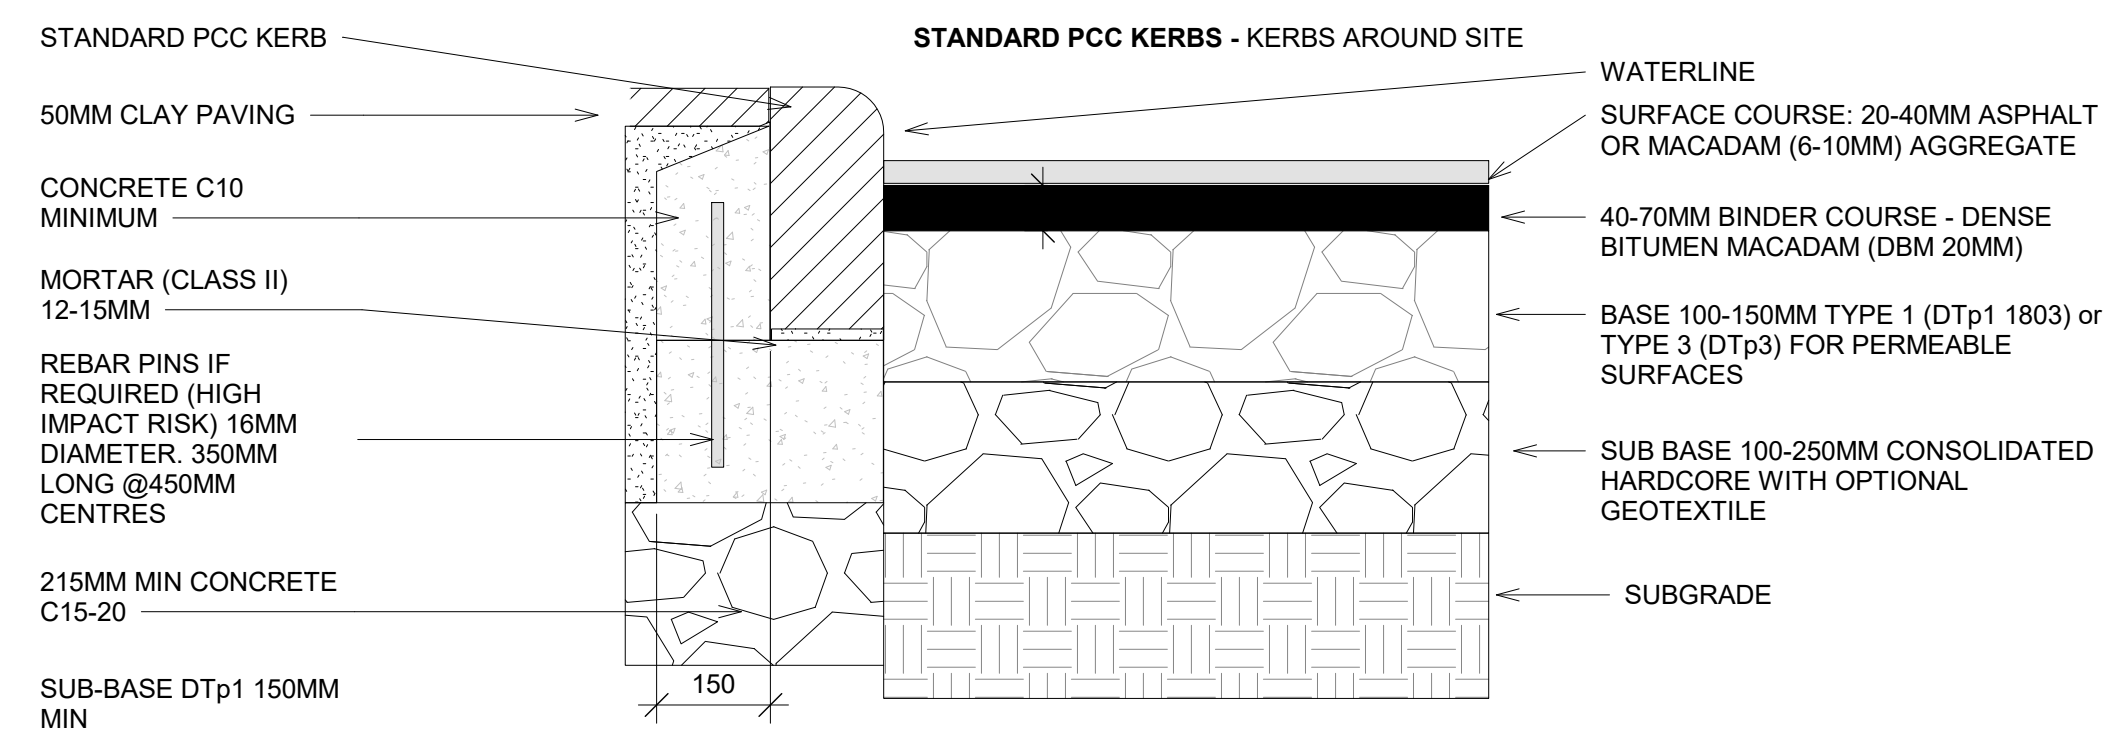 STANDARD PCC KERBS - KERBS AROUND SITE
STANDARD PCC KERB
50MM CLAY PAVING
CONCRETE C10
MINIMUM
MORTAR (CLASS II)
12-15MM
REBAR PINS IF
REQUIRED (HIGH
IMPACT RISK) 16MM
DIAMETER. 350MM
LONG @450MM
CENTRES
215MM MIN CONCRETE
C15-20
SUB-BASE DTp1 150MM
MIN
150
WATERLINE
SURFACE COURSE: 20-40MM ASPHALT
OR MACADAM (6-10MM) AGGREGATE
40-70MM BINDER COURSE - DENSE
BITUMEN MACADAM (DBM 20MM)
BASE 100-150MM TYPE 1 (DTp1 1803) or
TYPE 3 (DTp3) FOR PERMEABLE
SURFACES
SUB BASE 100-250MM CONSOLIDATED
HARDCORE WITH OPTIONAL
GEOTEXTILE
SUBGRADE